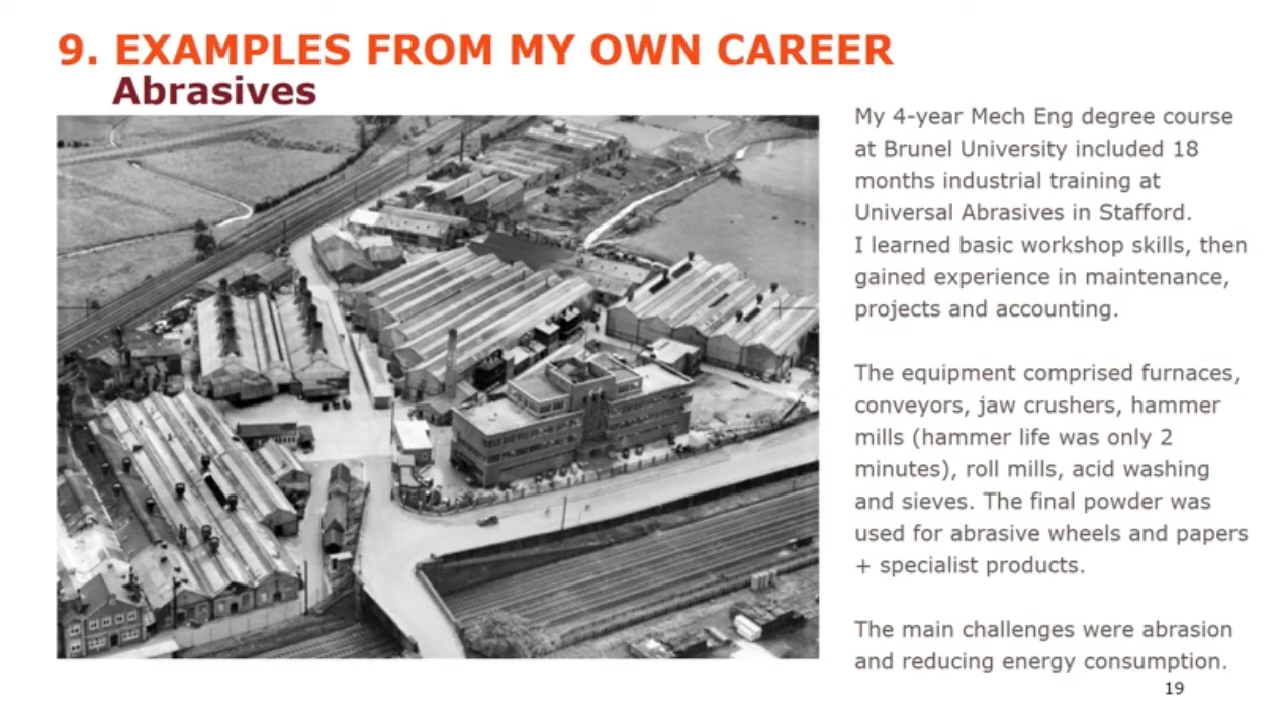 9. EXAMPLES FROM MY OWN CAREER
Abrasives
My 4-year Mech Eng degree course
at Brunel University included 18
months industrial training at
Universal Abrasives in Stafford.
I learned basic workshop skills, then
gained experience in maintenance,
projects and accounting.
The equipment comprised furnaces,
conveyors, jaw crushers, hammer
mills (hammer life was only 2
minutes), roll mills, acid washing
and sieves. The final powder was
used for abrasive wheels and papers
+ specialist products.
The main challenges were abrasion
and reducing energy consumption.
19